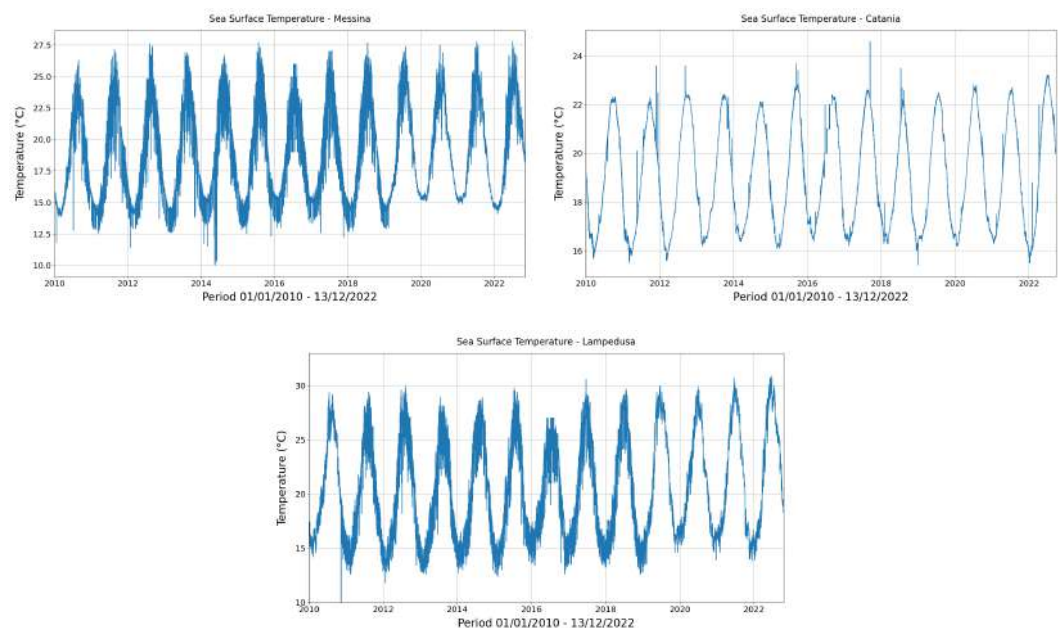 Sea Surface Temperature - Messina
Temperature (°C)
27.5
25.0
22.5
20.0
17.5
15.0
12.5
10.0
2010 2012 2014 2016 2018 2020 2022
Period 01/01/2010 - 13/12/2022
Sea Surface Temperature - Catania
Temperature (°C)
24
22
20
18
16
2010 2012 2014 2016 2018 2020 2022
Period 01/01/2010 - 13/12/2022
Sea Surface Temperature - Lampedusa
Temperature (°C)
30
25
20
15
10
2010 2012 2014 2016 2018 2020 2022
Period 01/01/2010 - 13/12/2022